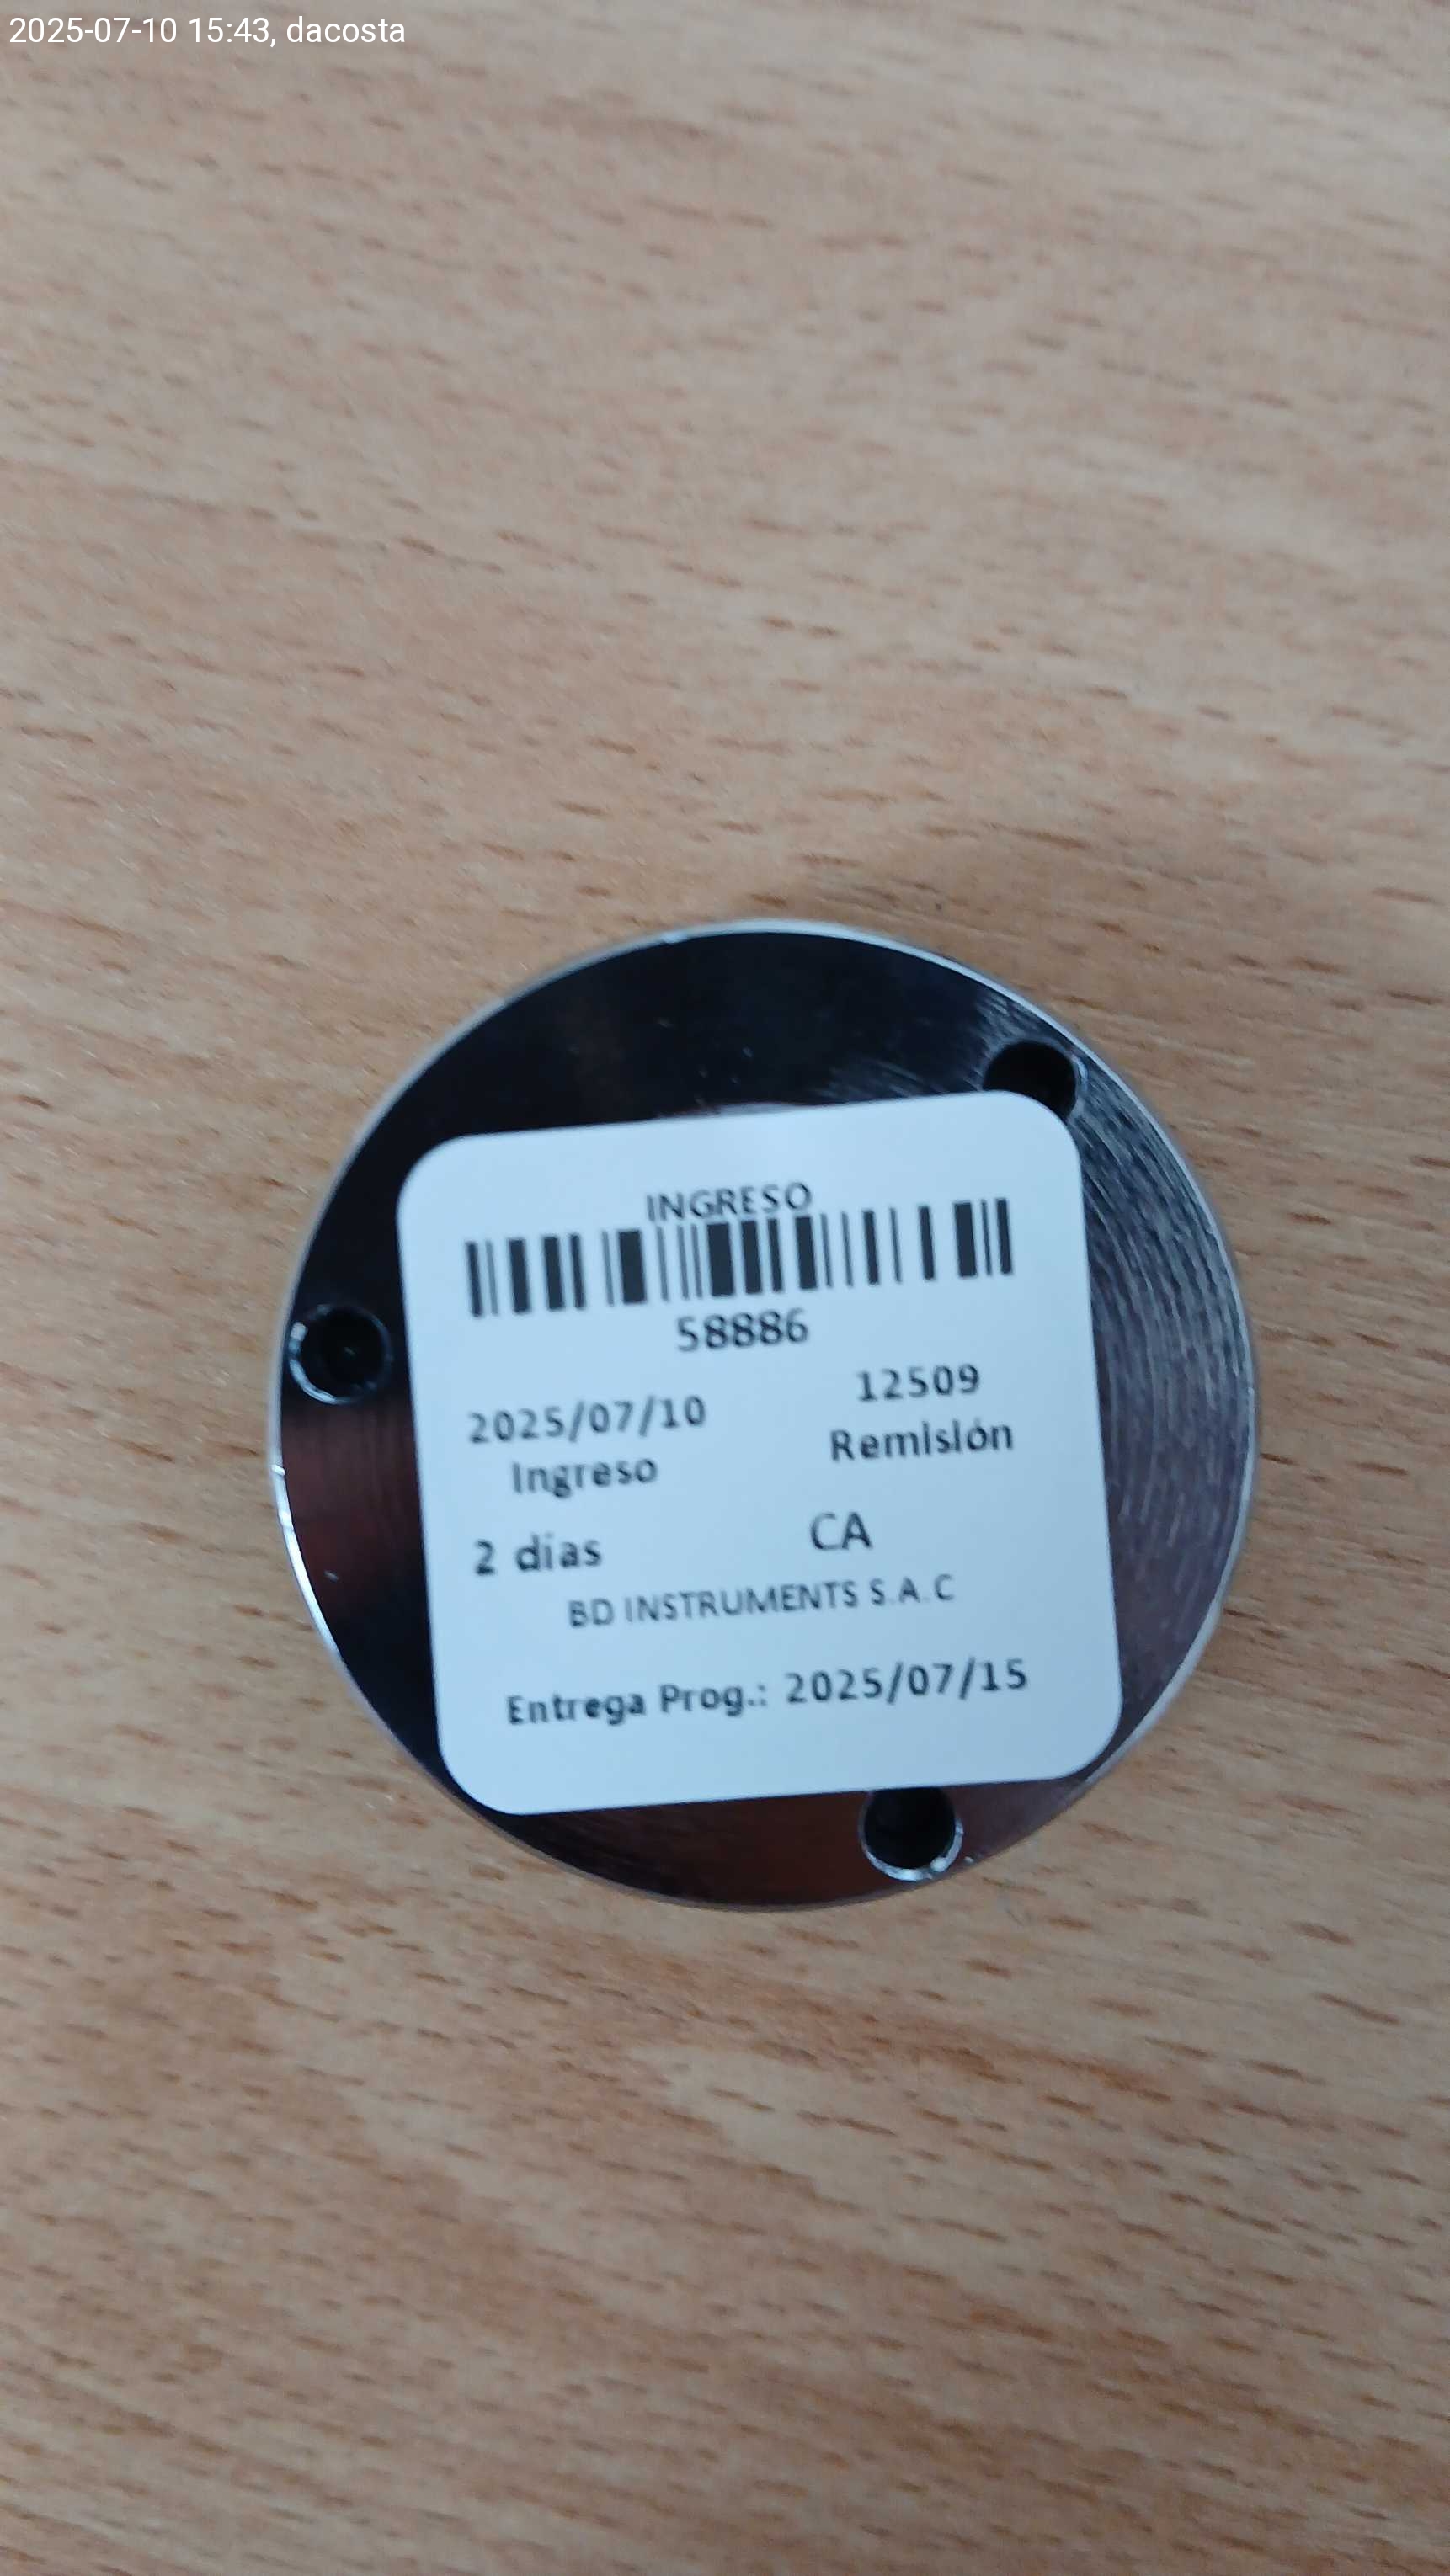 2025-07-10 15:43, dacosta
INGRESO
58886
2025/07/10 12509
Ingreso Remisión
2 días CA
BD INSTRUMENTS S.A.C
Entrega Prog.: 2025/07/15